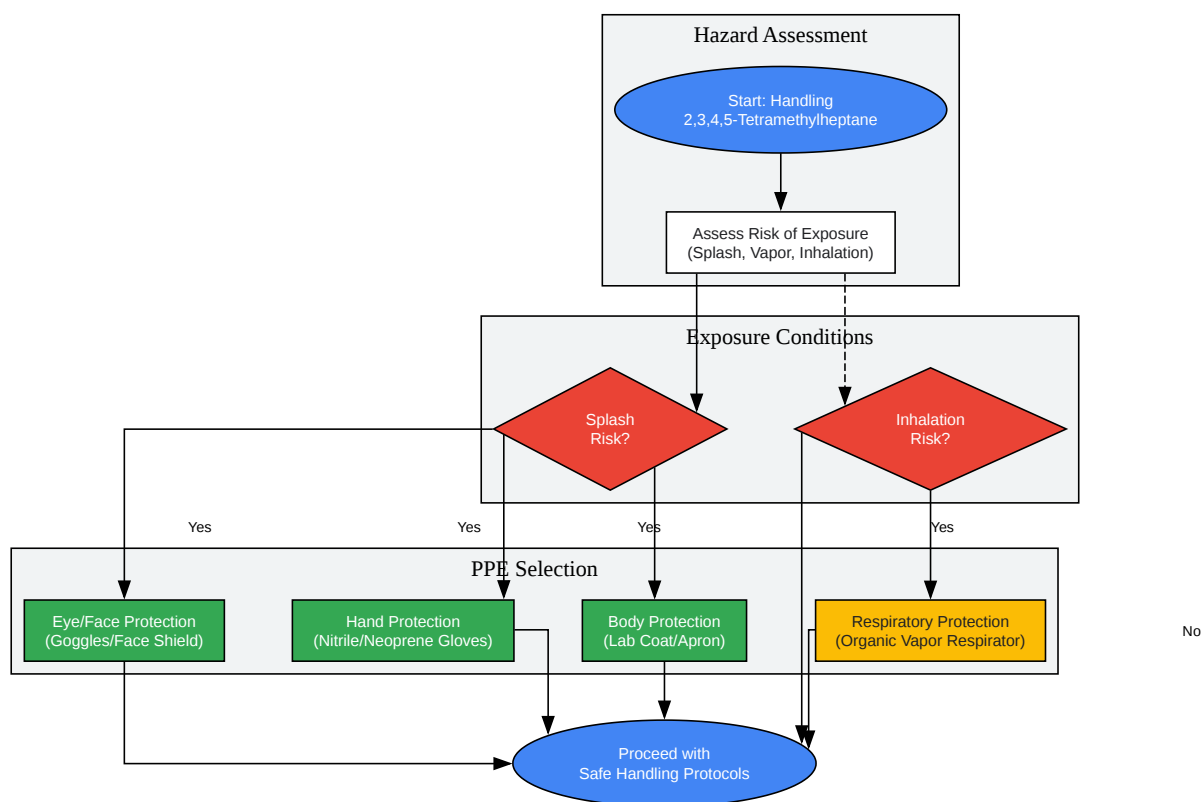 Hazard Assessment
Start: Handling
2,3,4,5-Tetramethylheptane
Assess Risk of Exposure
(Splash, Vapor, Inhalation)
Exposure Conditions
Splash
Risk?
Inhalation
Risk?
Yes
Yes
Yes
Yes
PPE Selection
Eye/Face Protection
(Goggles/Face Shield)
Hand Protection
(Nitrile/Neoprene Gloves)
Body Protection
(Lab Coat/Apron)
Respiratory Protection
(Organic Vapor Respirator)
No
Proceed with
Safe Handling Protocols